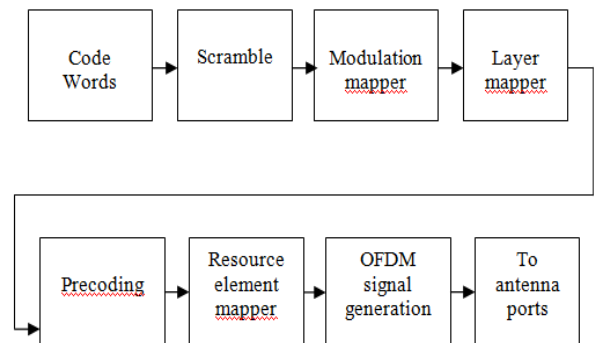 Code
Words
Scramble
Modulation
mapper
Layer
mapper
Precoding
Resource
element
mapper
OFDM
signal
generation
To
antenna
ports